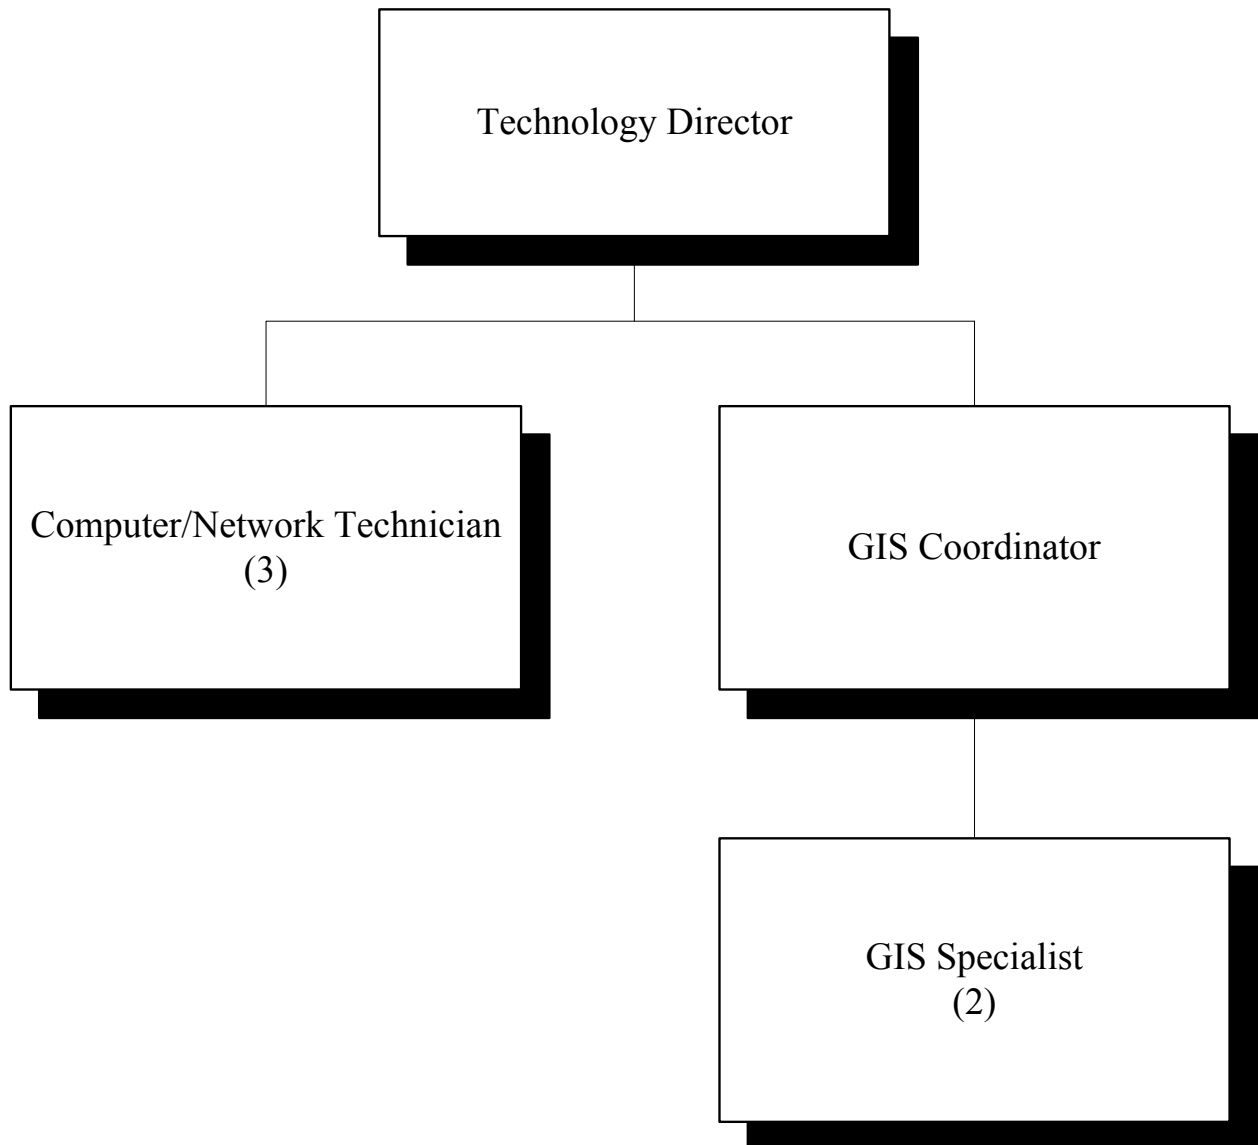 Technology Director
Computer/Network Technician
(3)
GIS Coordinator
GIS Specialist
(2)